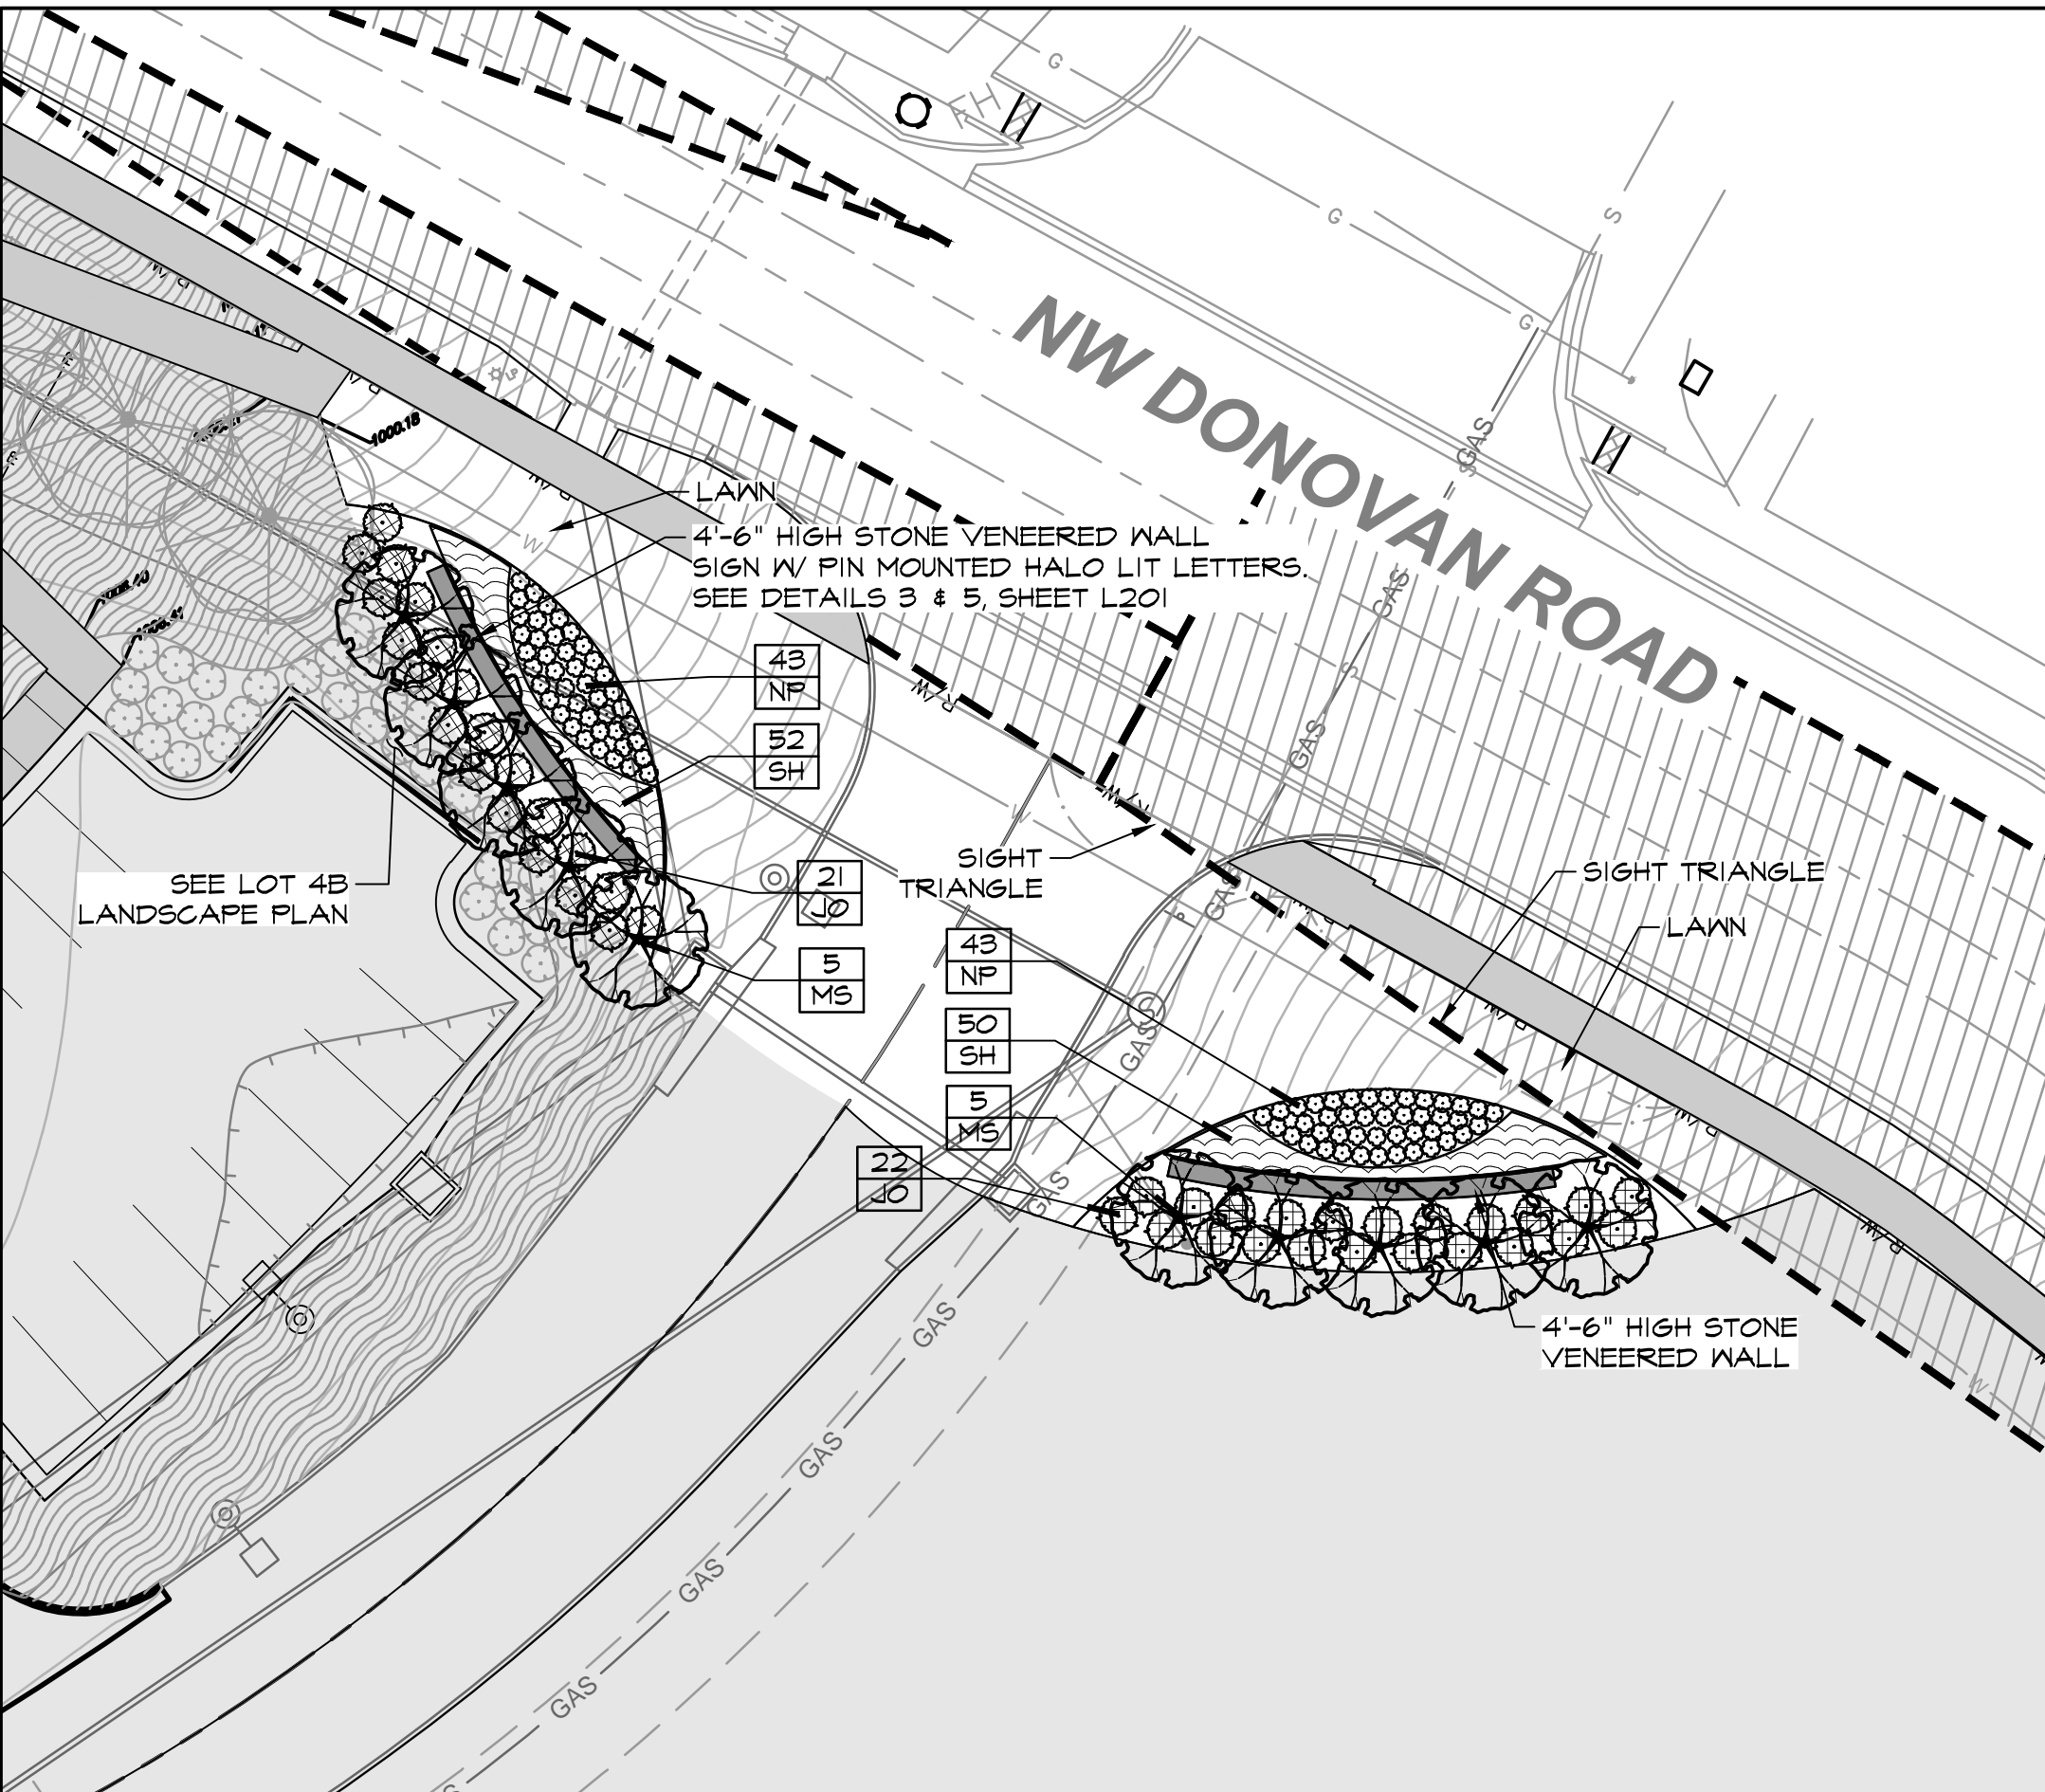 G
FH
G
S
G
NW DONOVAN ROAD
LP
1000.18
R/W
GAS
S
LAWN
W
4'-6" HIGH STONE VENEERED WALL
SIGN W/ PIN MOUNTED HALO LIT LETTERS.
SEE DETAILS 3 & 5, SHEET L201
GAS
43
NP
S
R/W
52
SH
GAS
R/W
SIGHT
TRIANGLE
SIGHT TRIANGLE
21
JO
SEE LOT 4B
LANDSCAPE PLAN
GAS
R/W
LAWN
43
NP
5
MS
R/W
50
SH
GAS
W
5
MS
R/W
22
JO
GAS
R/W
GAS
4'-6" HIGH STONE
VENEERED WALL
W
GAS
GAS
GAS